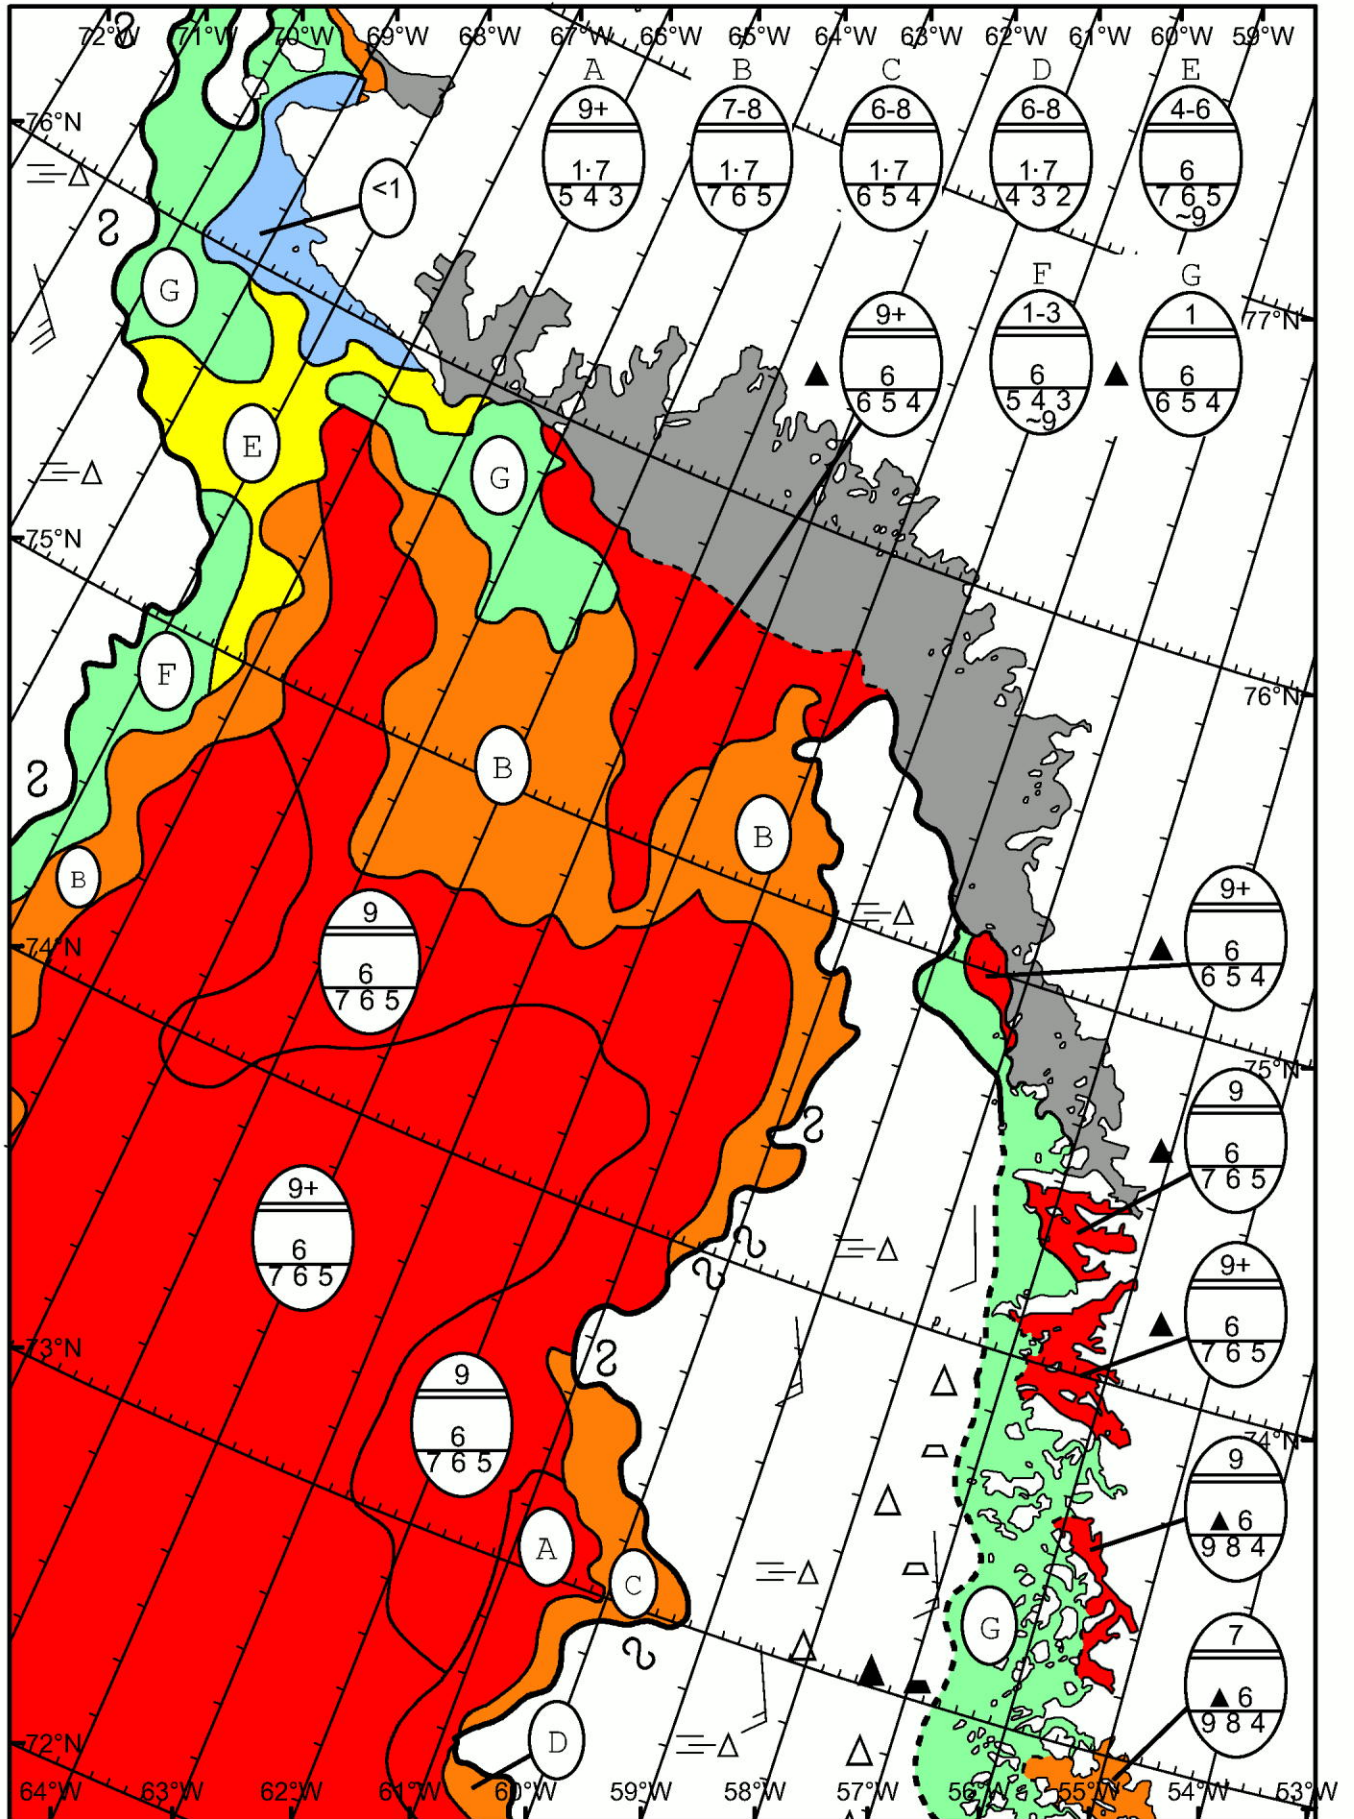 72°W 71°W 70°W 69°W 68°W 67°W 66°W 65°W 64°W 63°W 62°W 61°W 60°W 59°W
A B C D E
9+ 7-8 6-8 6-8 4-6
1·7 1·7 1·7 1·7 6
5 4 3 7 6 5 6 5 4 4 3 2 7 6 5
~9
76°N
<1
F G
G
9+ 1-3 1
77°N
6 6 6
6 5 4 5 4 3 6 5 4
~9
E
G
75°N
F
76°N
B
B
B
9+
6
6 5 4
9
6
7 6 5
74°N
75°N
9
6
7 6 5
9+
6
7 6 5
9+
6
7 6 5
73°N
9
6
7 6 5
74°N
9
6
9 8 4
A
C
G
7
6
9 8 4
D
72°N
64°W 63°W 62°W 61°W 60°W 59°W 58°W 57°W 56°W 55°W 54°W 53°W